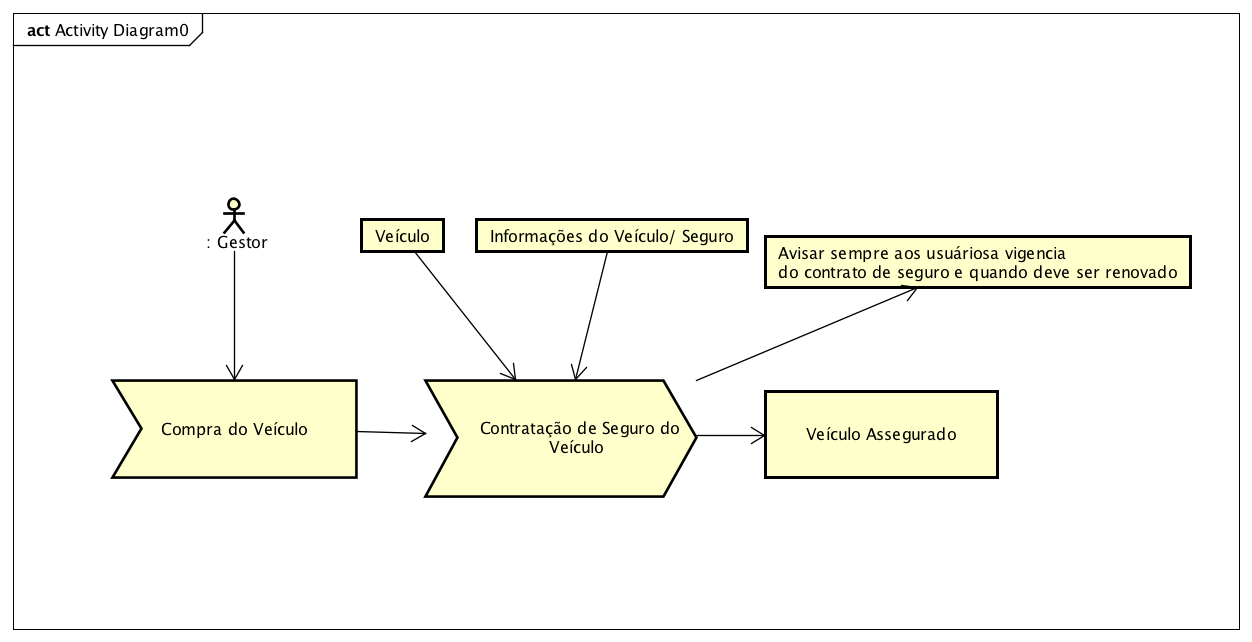 act Activity Diagram0
: Gestor
Veículo
Informações do Veículo/ Seguro
Avisar sempre aos usuáriosa vigencia
do contrato de seguro e quando deve ser renovado
Compra do Veículo
Contratação de Seguro do
Veículo
Veículo Assegurado